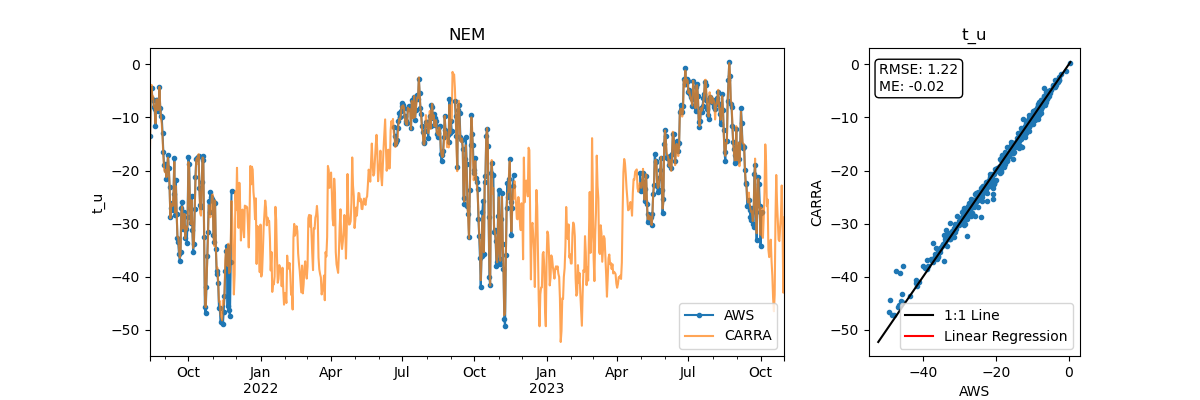 NEM
t_u
0
−10
−20
−30
−40
−50
t_u
Oct
Jan
2022
Apr
Jul
Oct
Jan
2023
Apr
Jul
Oct
AWS
CARRA
t_u
RMSE: 1.22
ME: -0.02
0
−10
−20
−30
−40
−50
CARRA
1:1 Line
Linear Regression
−40
−20
0
AWS